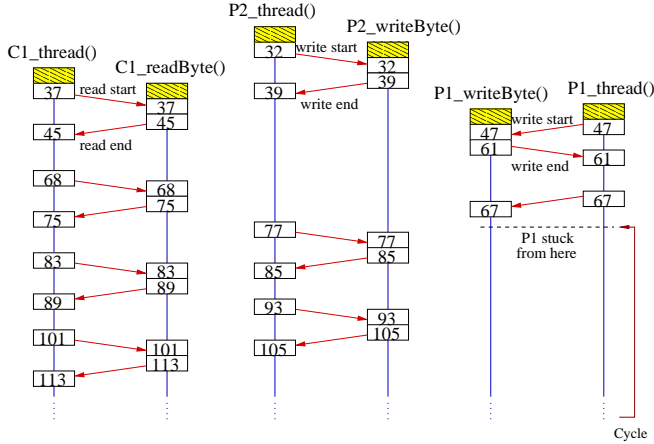 P2_thread()
P2_writeByte()
C1_thread()
C1_readByte()
32
write start
32
39
39
write end
37
read start
37
45
45
read end
P1_writeByte()
P1_thread()
write start
47
47
61
61
write end
67
67
P1 stuck
from here
68
68
75
75
77
77
85
85
83
83
89
89
93
93
105
105
101
101
113
113
Cycle